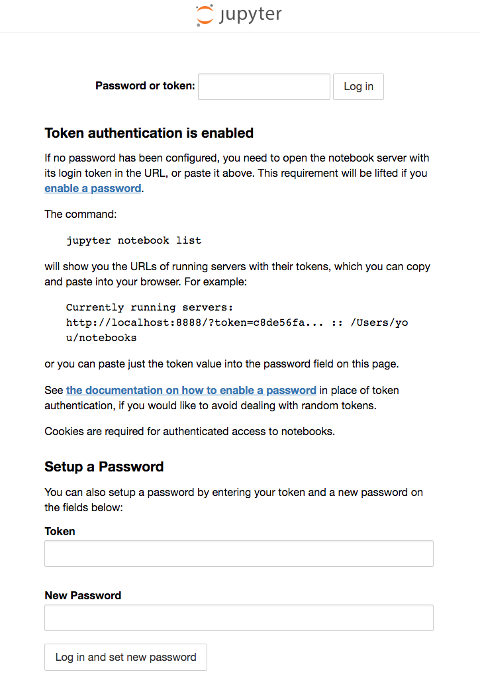 jupyter
Password or token:
Log in
Token authentication is enabled
If no password has been configured, you need to open the notebook server with
its login token in the URL, or paste it above. This requirement will be lifted if you
enable a password.
The command:
jupyter notebook list
will show you the URLs of running servers with their tokens, which you can copy
and paste into your browser. For example:
Currently running servers:
http://localhost:8888/?token=c8de56fa... :: /Users/yo
u/notebooks
or you can paste just the token value into the password field on this page.
See the documentation on how to enable a password in place of token
authentication, if you would like to avoid dealing with random tokens.
Cookies are required for authenticated access to notebooks.
Setup a Password
You can also setup a password by entering your token and a new password on
the fields below:
Token
New Password
Log in and set new password